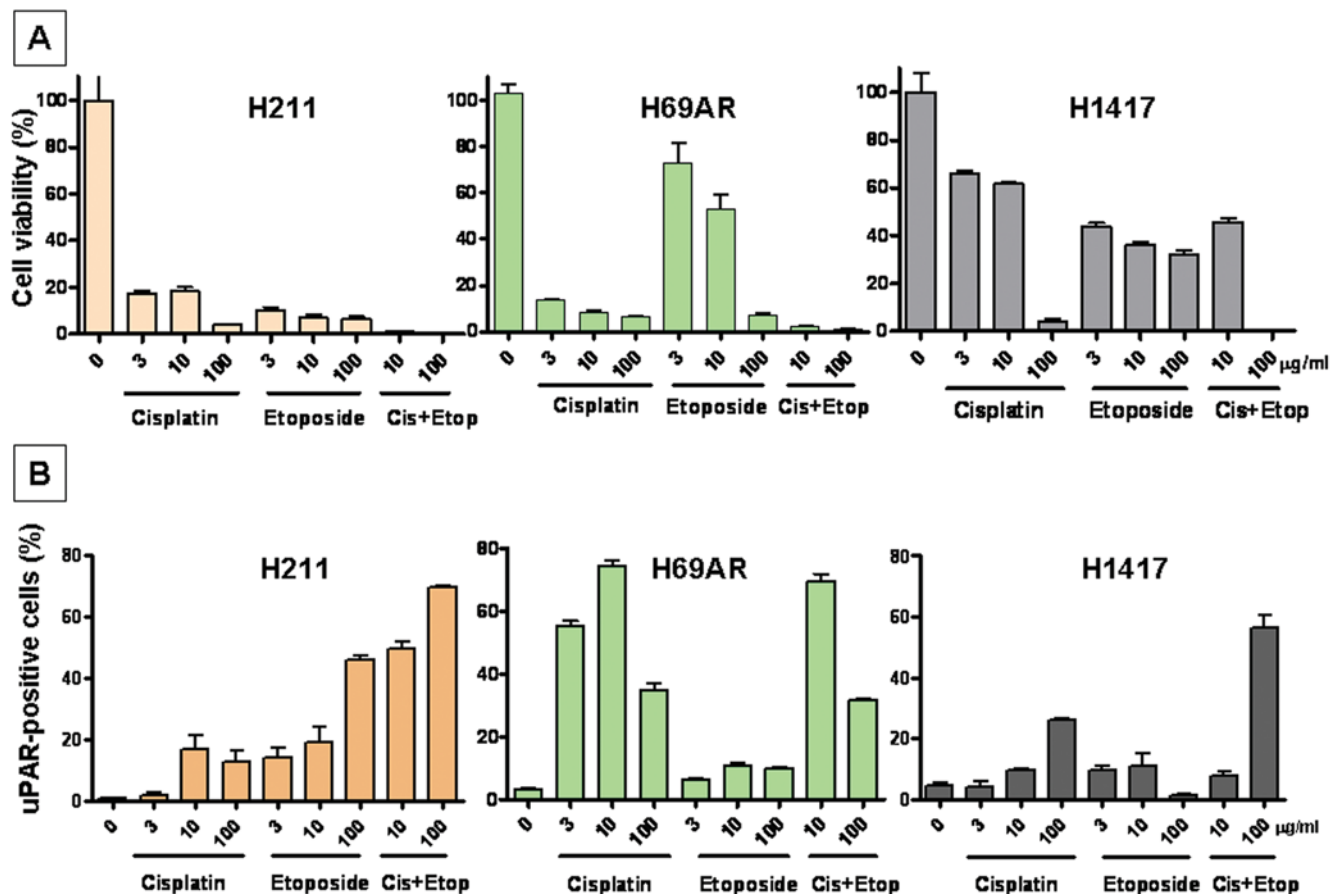 A
H211
H69AR
H1417
Cell viability (%)
100
80
60
40
20
0
100
80
60
40
20
0
100
80
60
40
20
0
0 3 10 100 3 10 100 10 100
0 3 10 100 3 10 100 10 100
0 3 10 100 3 10 100 10 100 µg/ml
Cisplatin Etoposide Cis+Etop
Cisplatin Etoposide Cis+Etop
Cisplatin Etoposide Cis+Etop
B
H211
H69AR
H1417
uPAR-positive cells (%)
80
60
40
20
0
80
60
40
20
0
80
60
40
20
0
0 3 10 100 3 10 100 10 100
0 3 10 100 3 10 100 10 100
0 3 10 100 3 10 100 10 100 µg/ml
Cisplatin Etoposide Cis+Etop
Cisplatin Etoposide Cis+Etop
Cisplatin Etoposide Cis+Etop